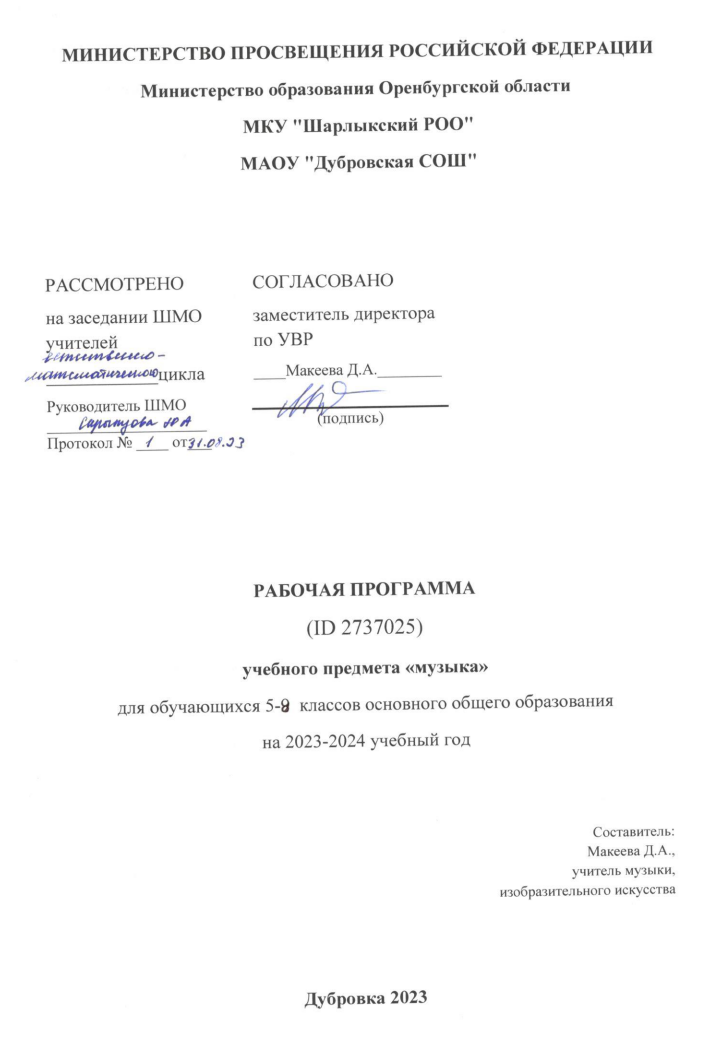 МИНИСТЕРСТВО ПРОСВЕЩЕНИЯ РОССИЙСКОЙ ФЕДЕРАЦИИ
Министерство образования Оренбургской области
МКУ "Шарлыкский РОО"
МАОУ "Дубровская СОШ"
РАССМОТРЕНО
на заседании ШМО
учителей
естественно-
математического цикла
Руководитель ШМО
Ю А
Протокол № 1 от 31.08.23
СОГЛАСОВАНО
заместитель директора
по УВР
____Макеева Д.А.________
(подпись)
РАБОЧАЯ ПРОГРАММА
(ID 2737025)
учебного предмета «музыка»
для обучающихся 5-8 классов основного общего образования
на 2023-2024 учебный год
Составитель:
Макеева Д.А.,
учитель музыки,
изобразительного искусства
Дубровка 2023